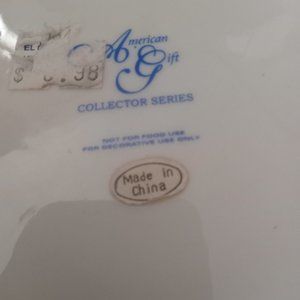 American
Gift
COLLECTOR SERIES
NOT FOR FOOD USE
FOR DECORATIVE USE ONLY
Made in
China